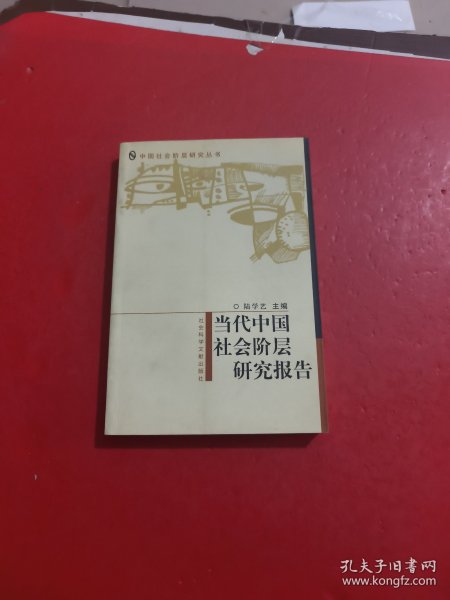 中国社会阶层研究丛书
陆学艺 主编
当代中国
社会阶层
研究报告
社会科学文献出版社
孔夫子旧书网
www.kongfz.com